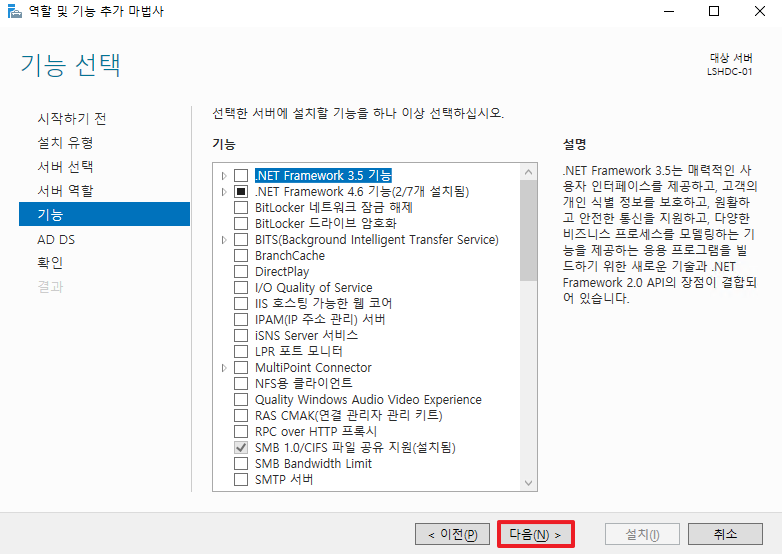 역할 및 기능 추가 마법사
기능 선택
대상 서버
LSHDC-01
시작하기 전
설치 유형
서버 선택
서버 역할
기능
AD DS
확인
결과
선택한 서버에 설치할 기능을 하나 이상 선택하십시오.
기능
.NET Framework 3.5 기능
.NET Framework 4.6 기능(2/7개 설치됨)
BitLocker 네트워크 잠금 해제
BitLocker 드라이브 암호화
BITS(Background Intelligent Transfer Service)
BranchCache
DirectPlay
I/O Quality of Service
IIS 호스팅 가능한 웹 코어
IPAM(IP 주소 관리) 서버
iSNS Server 서비스
LPR 포트 모니터
MultiPoint Connector
NFS용 클라이언트
Quality Windows Audio Video Experience
RAS CMAK(연결 관리자 관리 키트)
RPC over HTTP 프록시
SMB 1.0/CIFS 파일 공유 지원(설치됨)
SMB Bandwidth Limit
SMTP 서버
설명
.NET Framework 3.5는 매력적인 사
용자 인터페이스를 제공하고, 고객의
개인 식별 정보를 보호하고, 원활하
고 안전한 통신을 지원하고, 다양한
비즈니스 프로세스를 모델링하는 기
능을 제공하는 응용 프로그램을 빌
드하기 위한 새로운 기술과 .NET
Framework 2.0 API의 장점이 결합되
어 있습니다.
< 이전(P)
다음(N) >
설치(I)
취소